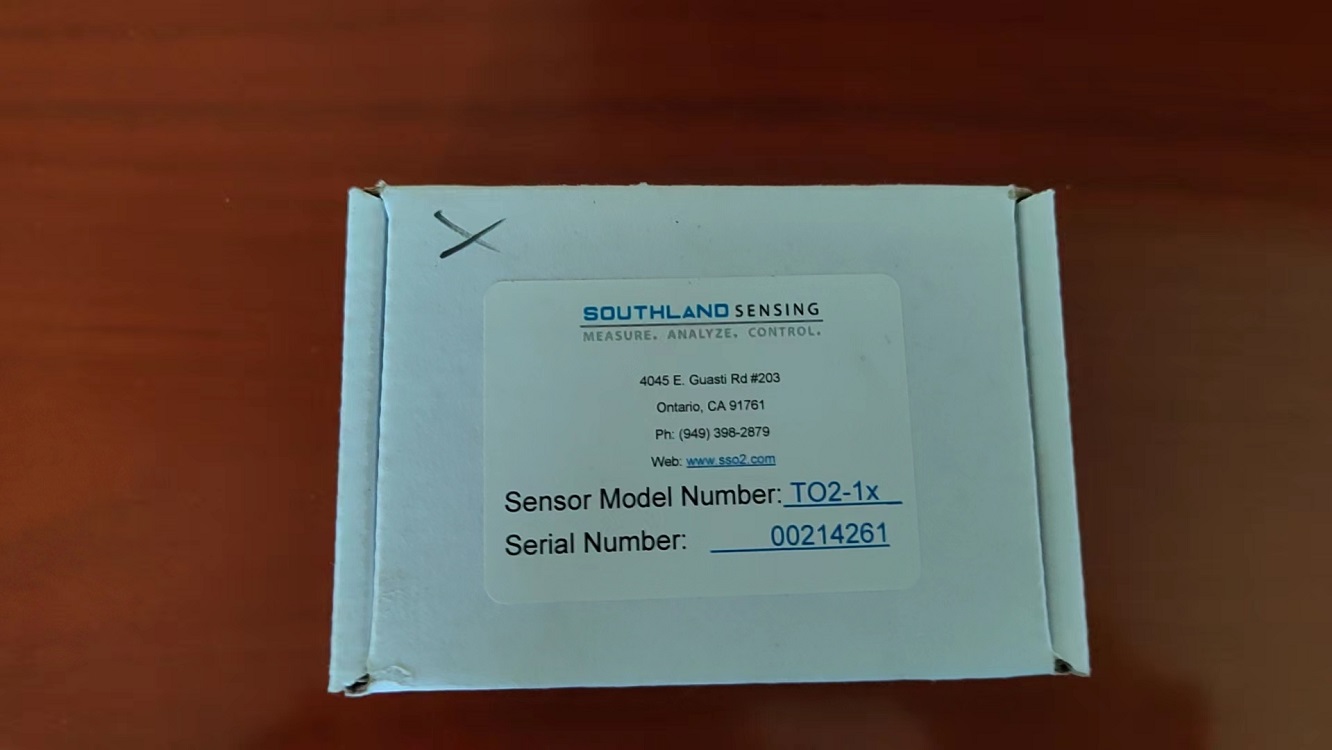 SOUTHLAND SENSING
MEASURE. ANALYZE. CONTROL.
4045 E. Guasti Rd #203
Ontario, CA 91761
Ph: (949) 398-2879
Web: www.sso2.com
Sensor Model Number: TO2-1x
Serial Number: 00214261